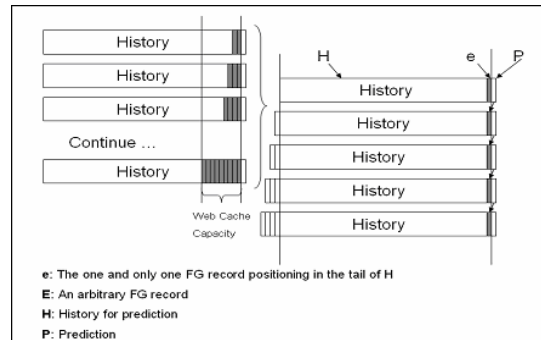 History
History
History
Continue ...
History
Web Cache
Capacity
H
e
P
History
History
History
History
History
e: The one and only one FG record positioning in the tail of H
E: An arbitrary FG record
H: History for prediction
P: Prediction